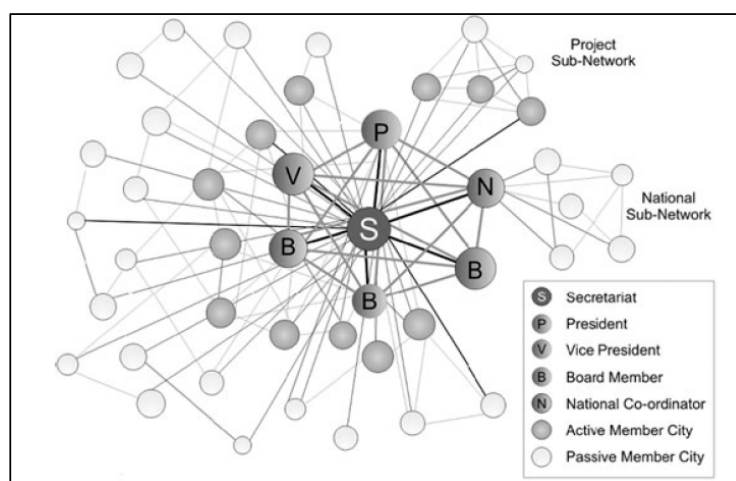 Project
Sub-Network
P
V
N
National
Sub-Network
S
B
B
B
S Secretariat
P President
V Vice President
B Board Member
N National Co-ordinator
Active Member City
Passive Member City